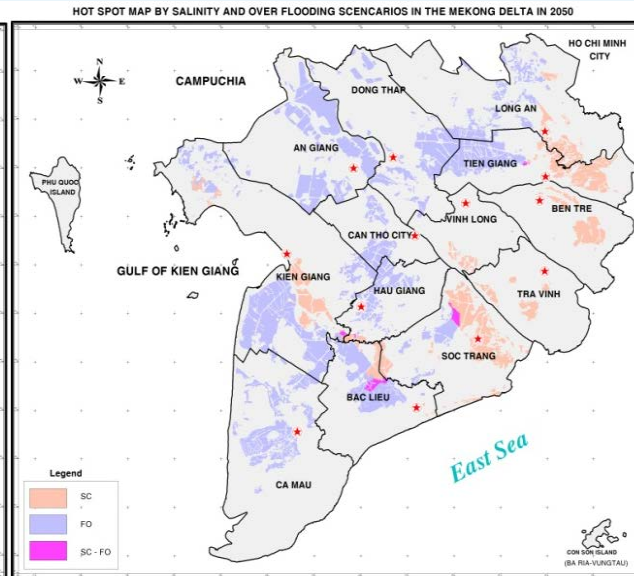 HOT SPOT MAP BY SALINITY AND OVER FLOODING SCENCARIOS IN THE MEKONG DELTA IN 2050
HO CHI MINH
CITY
N
W E
S
CAMPUCHIA
DONG THAP
LONG AN
AN GIANG
TIEN GIANG
PHU QUOC
ISLAND
BEN TRE
VINH LONG
CAN THO CITY
GULF OF KIEN GIANG
KIEN GIANG
HAU GIANG
TRA VINH
SOC TRANG
BAC LIEU
East Sea
Legend
SC
FO
SC - FO
CA MAU
CON SON ISLAND
(BA RIA-VUNGTAU)